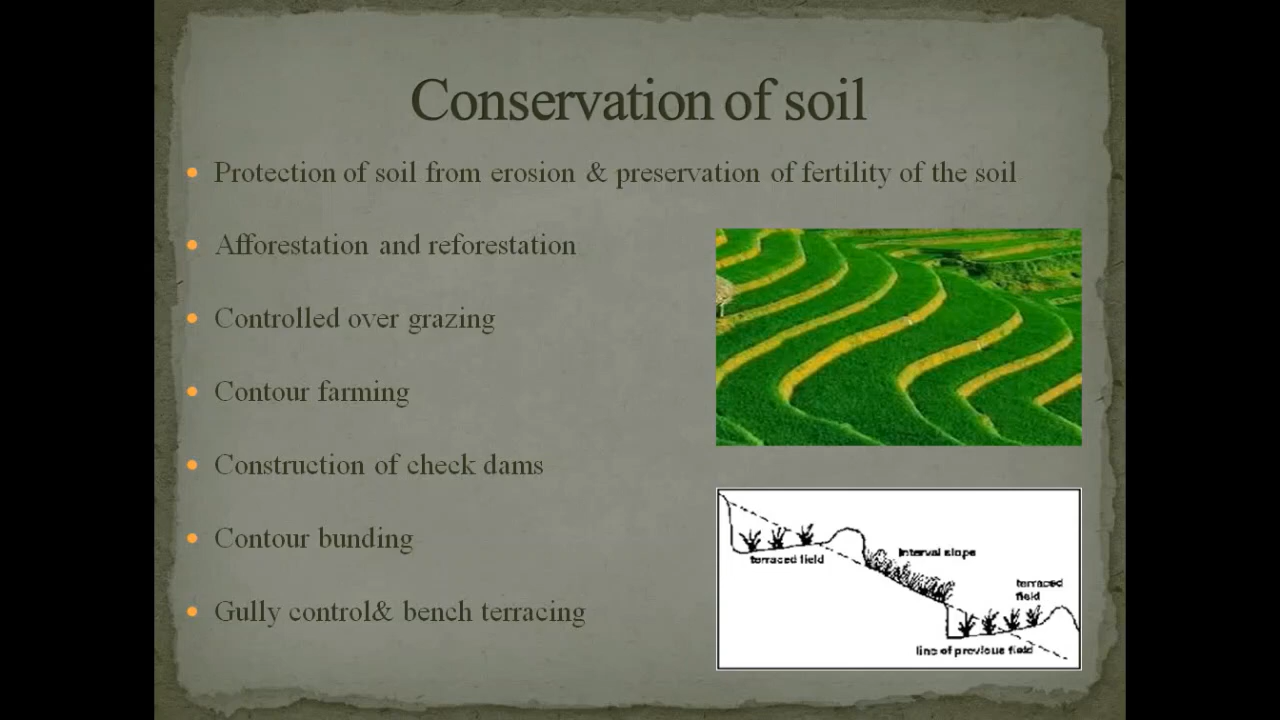 Conservation of soil
Protection of soil from erosion & preservation of fertility of the soil
Afforestation and reforestation
Controlled over grazing
Contour farming
Construction of check dams
Contour bunding
Gully control& bench terracing
terraced field
interval slope
terraced
field
line of previous field